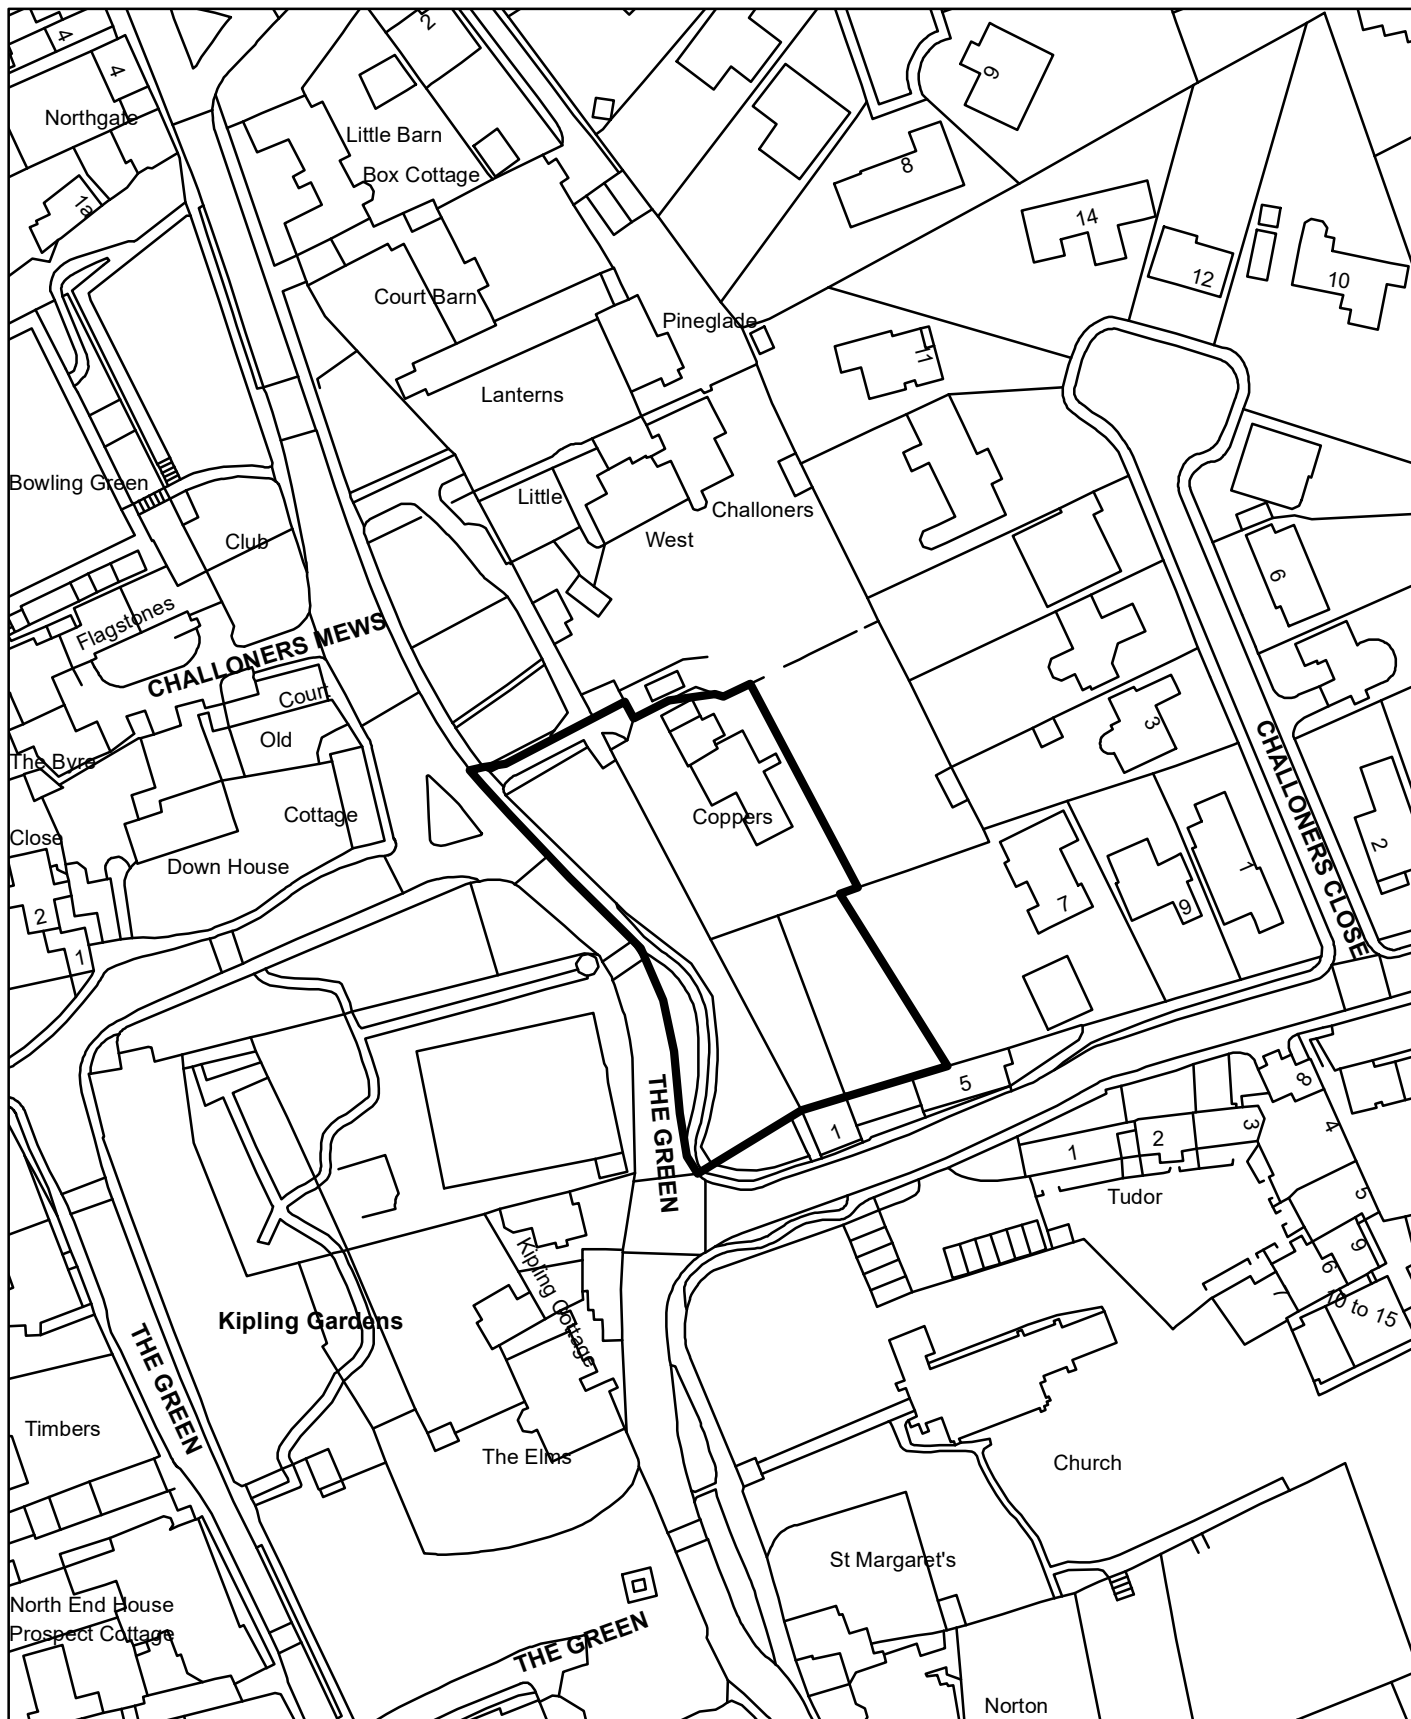 4
4
2
Northgate
Little Barn
Box Cottage
9
8
1a
14
12
10
Court Barn
Pineglade
11
Lanterns
Bowling Green
Little
Challoners
West
Club
6
Flagstones
CHALLONERS MEWS
Court
Old
The Byre
3
CHALLONERS CLOSE
Cottage
Coppers
Close
Down House
2
1
2
1
7
9
THE GREEN
5
1
8
1
2
3
4
Tudor
5
9
6
7
10 to 15
Kipling Cottage
Kipling Gardens
THE GREEN
Timbers
The Elms
Church
St Margaret's
North End House
Prospect Cottage
THE GREEN
Norton